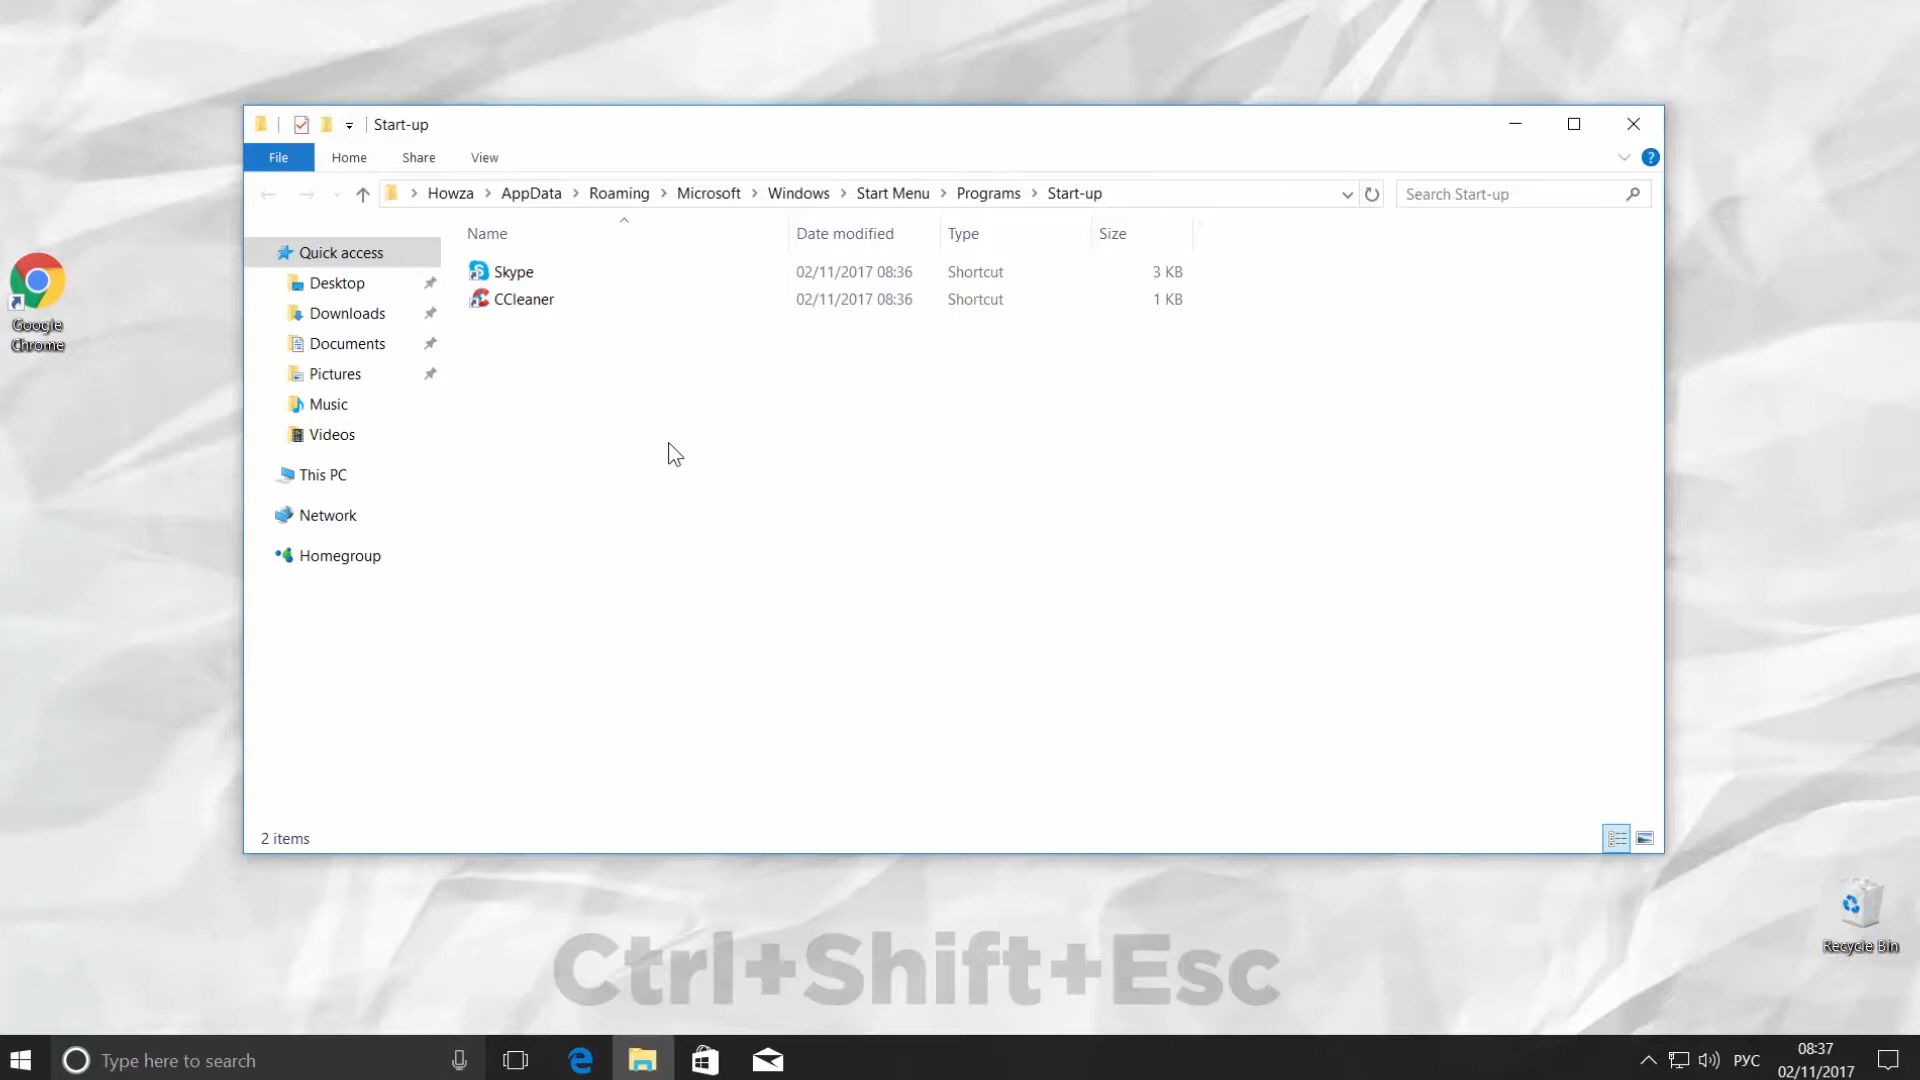 Start-up
File Home Share View
Howza AppData Roaming Microsoft Windows Start Menu Programs Start-up
Search Start-up
Name Date modified Type Size
Skype 02/11/2017 08:36 Shortcut 3 KB
CCleaner 02/11/2017 08:36 Shortcut 1 KB
Quick access
Desktop
Downloads
Documents
Pictures
Music
Videos
This PC
Network
Homegroup
2 items
Google
Chrome
Recycle Bin
Ctrl+Shift+Esc
Type here to search
РУС
08:37
02/11/2017